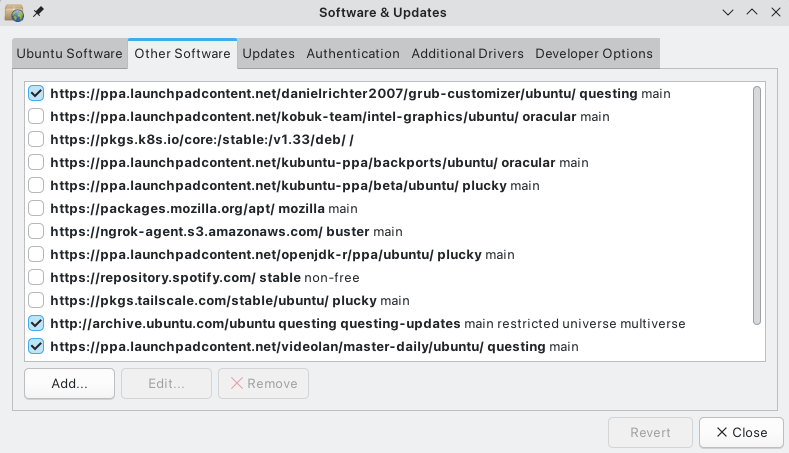 Software & Updates
Ubuntu Software Other Software Updates Authentication Additional Drivers Developer Options
https://ppa.launchpadcontent.net/danielrichter2007/grub-customizer/ubuntu/ questing main
https://ppa.launchpadcontent.net/kobuk-team/intel-graphics/ubuntu/ oracular main
https://pkgs.k8s.io/core:/stable:/v1.33/deb/ /
https://ppa.launchpadcontent.net/kubuntu-ppa/backports/ubuntu/ oracular main
https://ppa.launchpadcontent.net/kubuntu-ppa/beta/ubuntu/ plucky main
https://packages.mozilla.org/apt/ mozilla main
https://ngrok-agent.s3.amazonaws.com/ buster main
https://ppa.launchpadcontent.net/openjdk-r/ppa/ubuntu/ plucky main
https://repository.spotify.com/ stable non-free
https://pkgs.tailscale.com/stable/ubuntu/ plucky main
http://archive.ubuntu.com/ubuntu questing questing-updates main restricted universe multiverse
https://ppa.launchpadcontent.net/videolan/master-daily/ubuntu/ questing main
Add... Edit... Remove
Revert Close